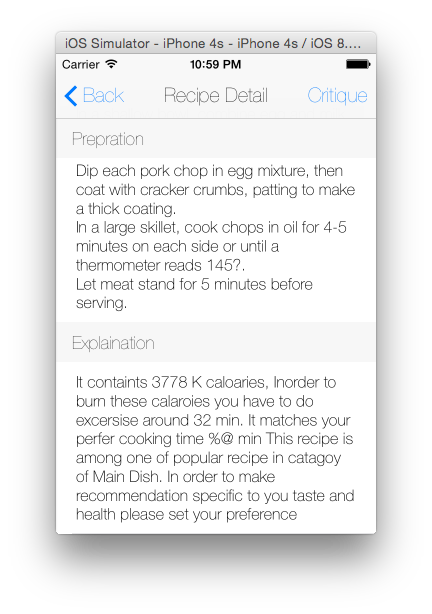 iOS Simulator - iPhone 4s - iPhone 4s / iOS 8....
Carrier 10:59 PM
Back Recipe Detail Critique
Prepration
Dip each pork chop in egg mixture, then
coat with cracker crumbs, patting to make
a thick coating.
In a large skillet, cook chops in oil for 4-5
minutes on each side or until a
thermometer reads 145?.
Let meat stand for 5 minutes before
serving.
Explaination
It containts 3778 K caloaries, Inorder to
burn these calaroies you have to do
excersise around 32 min. It matches your
perfer cooking time %@ min This recipe is
among one of popular recipe in catagoy
of Main Dish. In order to make
recommendation specific to you taste and
health please set your preference